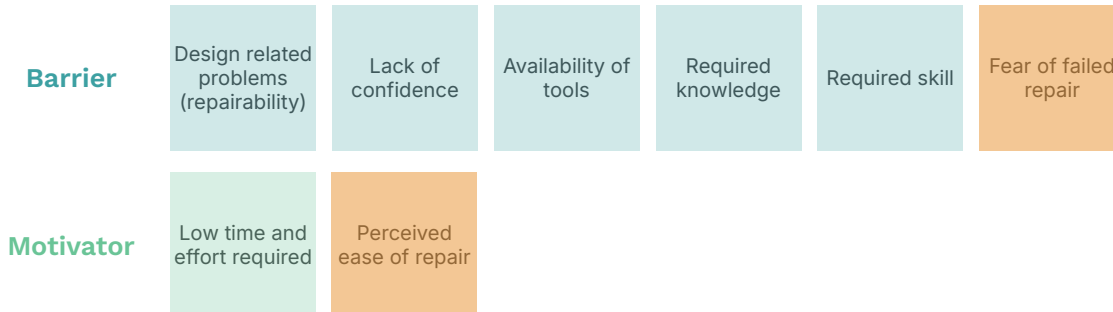 Barrier
Design related
problems
(repairability)
Lack of
confidence
Availability of
tools
Required
knowledge
Required skill
Fear of failed
repair
Motivator
Low time and
effort required
Perceived
ease of repair